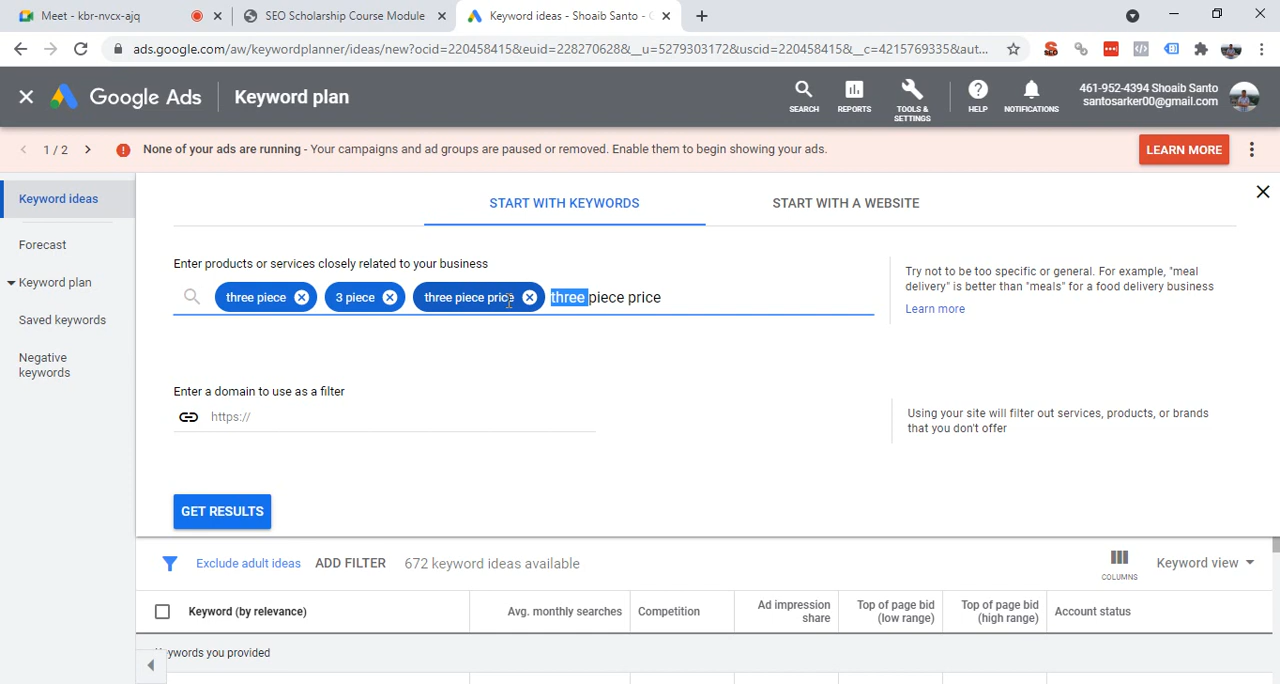 Meet - kbr-nvcx-ajq
SEO Scholarship Course Module
Keyword ideas - Shoaib Santo - G
ads.google.com/aw/keywordplanner/ideas/new?ocid=220458415&euid=228270628&__u=5279303172&uscid=220458415&__c=4215769335&aut...
Google Ads
Keyword plan
SEARCH
REPORTS
TOOLS & SETTINGS
HELP
NOTIFICATIONS
461-952-4394 Shoaib Santo
santosarker00@gmail.com
1 / 2
None of your ads are running - Your campaigns and ad groups are paused or removed. Enable them to begin showing your ads.
LEARN MORE
Keyword ideas
Forecast
Keyword plan
Saved keywords
Negative
keywords
START WITH KEYWORDS
START WITH A WEBSITE
Enter products or services closely related to your business
three piece
3 piece
three piece price
three piece price
Try not to be too specific or general. For example, "meal
delivery" is better than "meals" for a food delivery business
Learn more
Enter a domain to use as a filter
https://
Using your site will filter out services, products, or brands
that you don't offer
GET RESULTS
Exclude adult ideas
ADD FILTER
672 keyword ideas available
COLUMNS
Keyword view
Keyword (by relevance)
Avg. monthly searches
Competition
Ad impression
share
Top of page bid
(low range)
Top of page bid
(high range)
Account status
ywords you provided